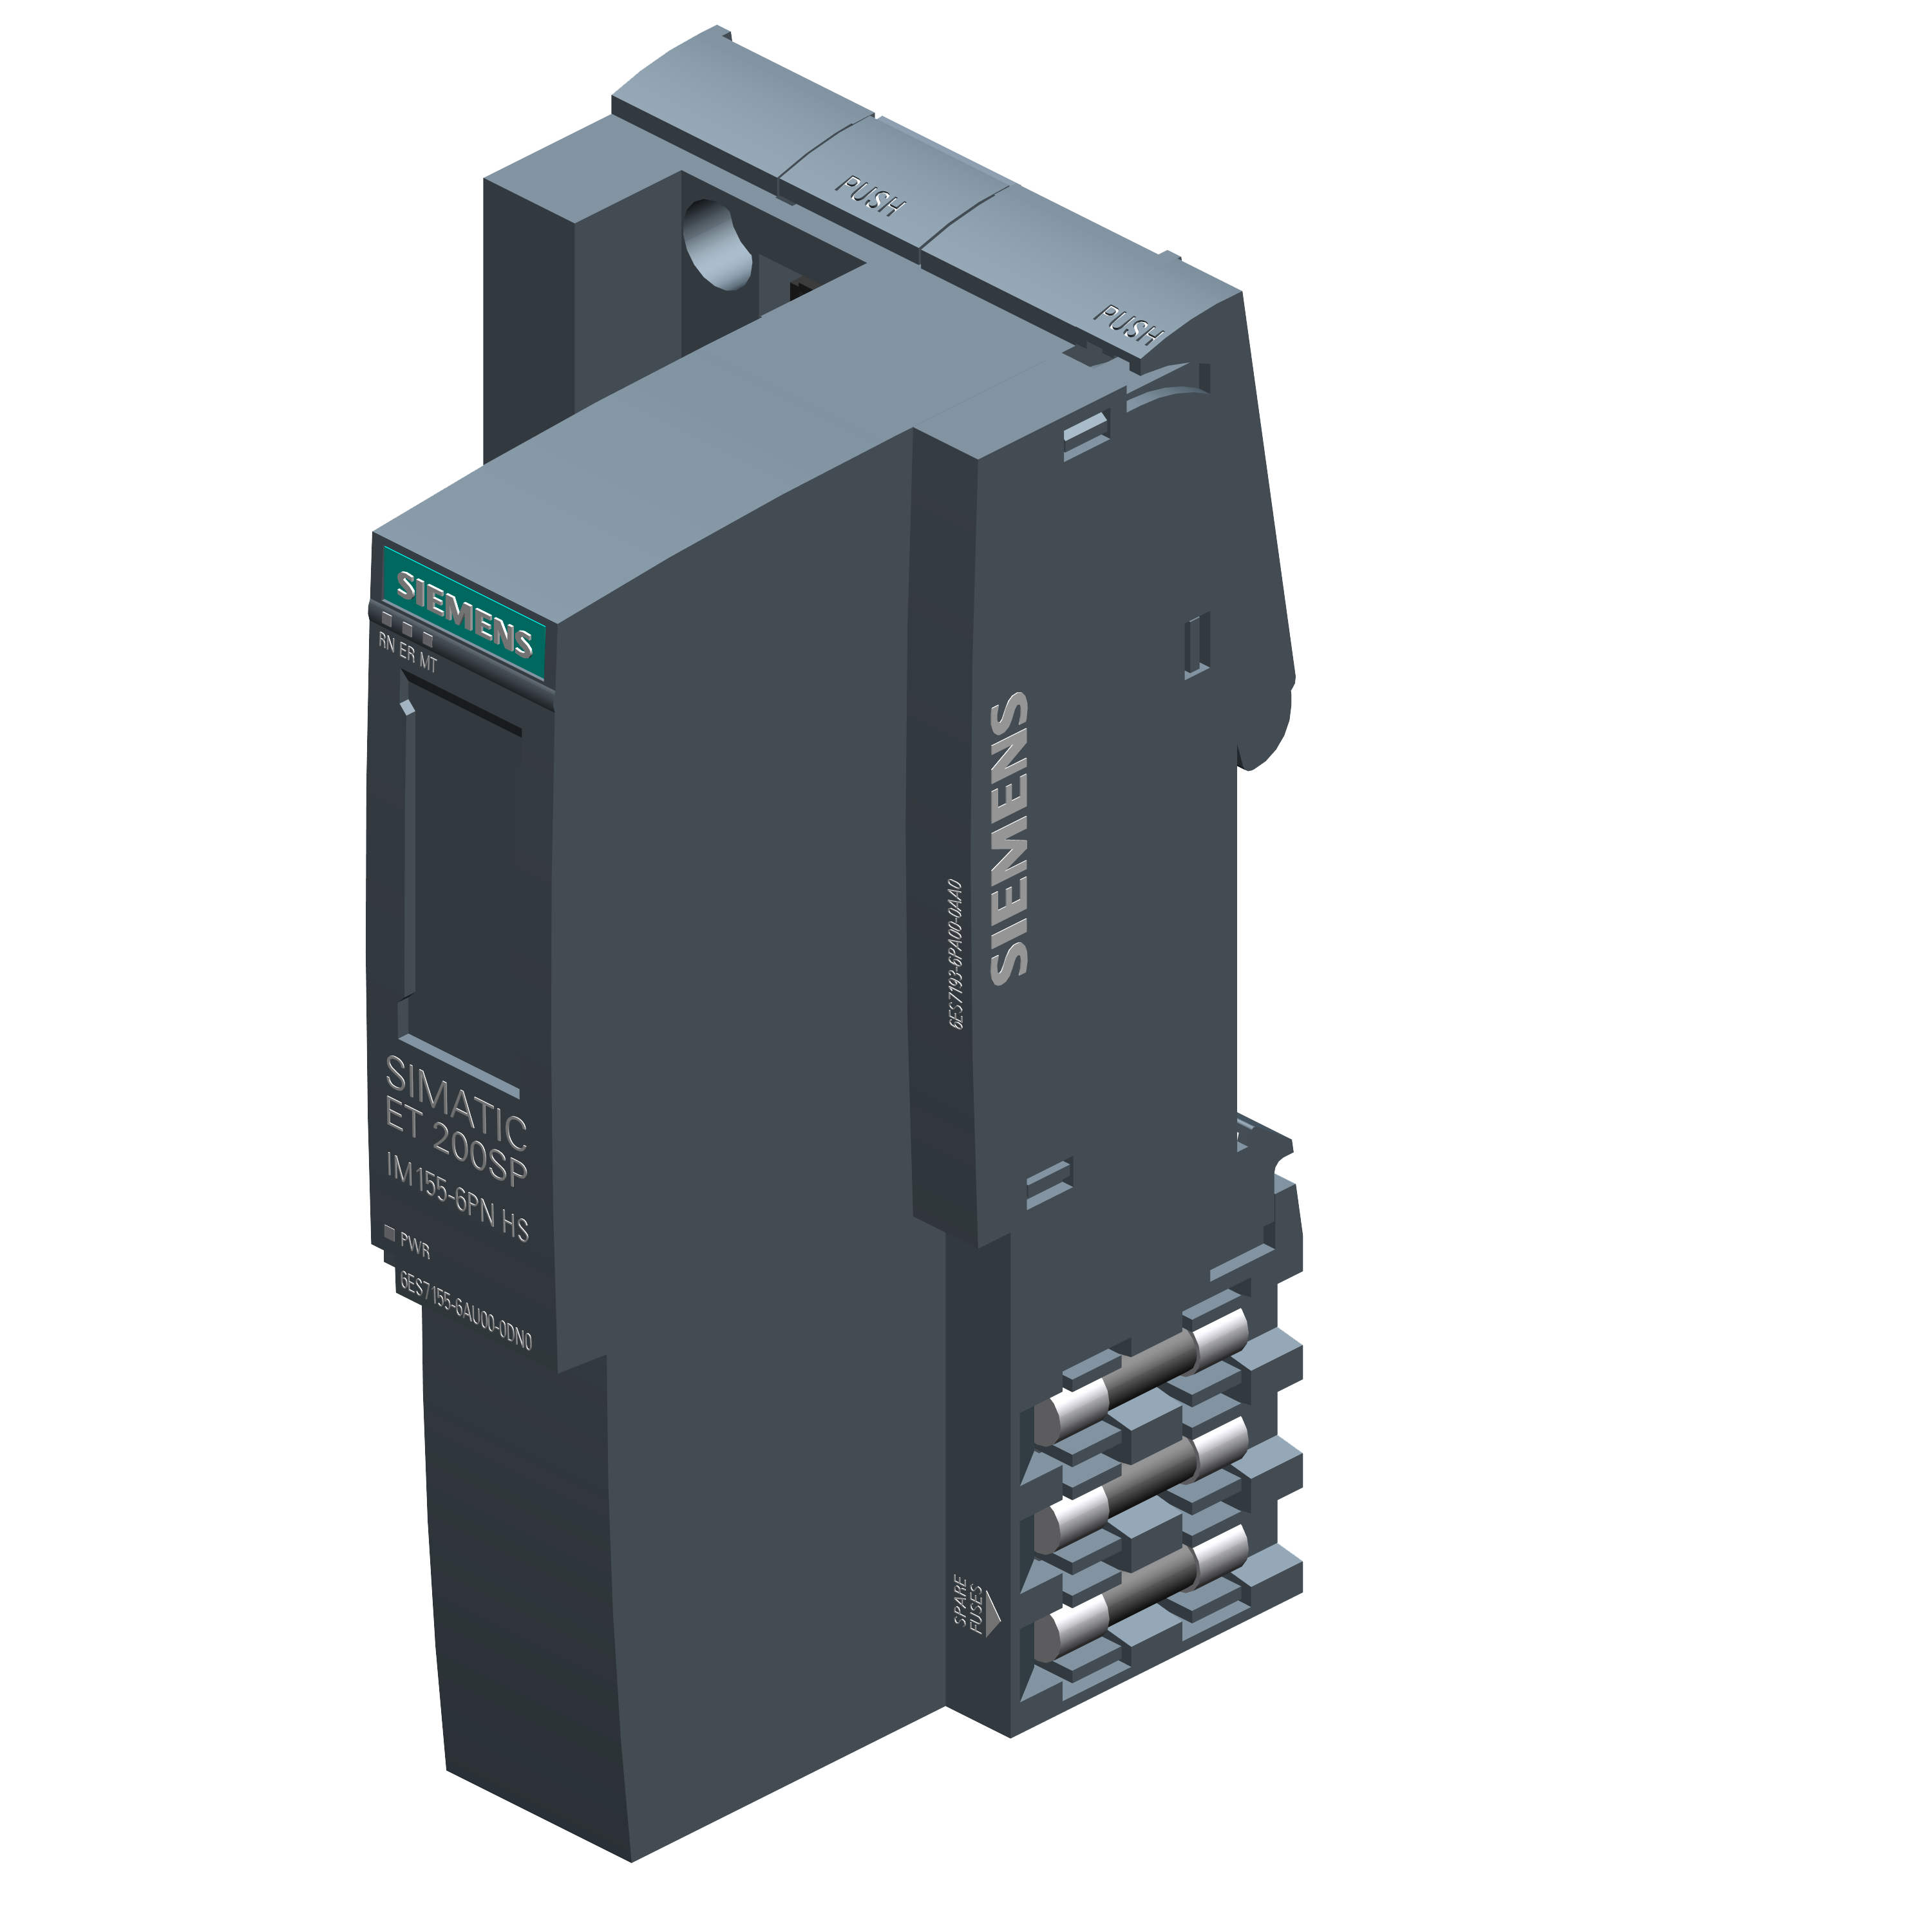 PUSH
PUSH
SIEMENS
RN ER MT
SIMATIC
ET 200SP
IM155-6PN HS
PWR
6ES7155-6AU00-0DN0
6ES7193-6PA00-0AA0
SIEMENS
SPARE
FUSES